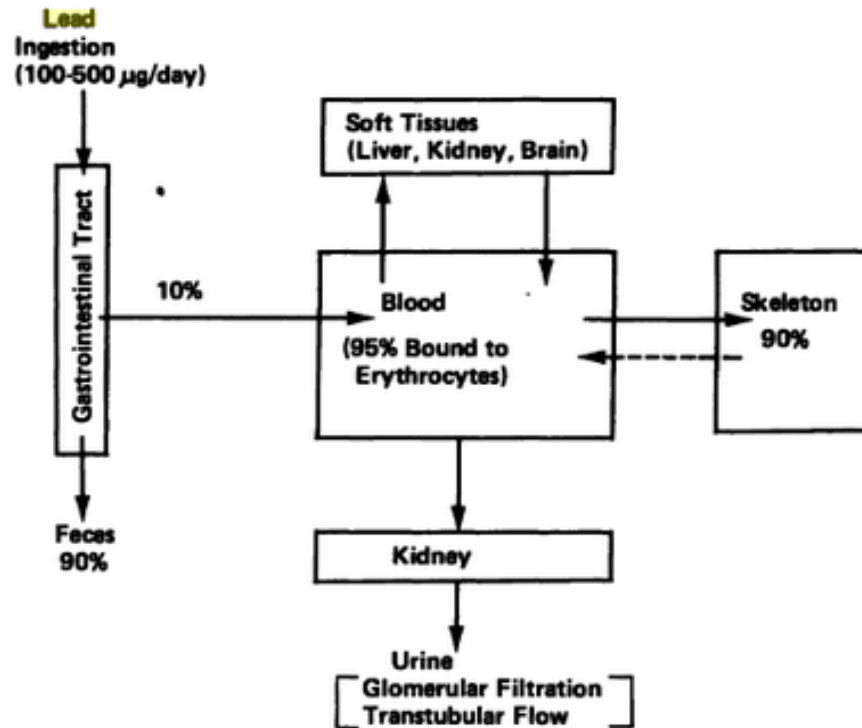 Lead
Ingestion
(100-500 µg/day)
Soft Tissues
(Liver, Kidney, Brain)
Gastrointestinal Tract
10%
Blood
(95% Bound to
Erythrocytes)
Skeleton
90%
Feces
90%
Kidney
Urine
Glomerular Filtration
Transtubular Flow